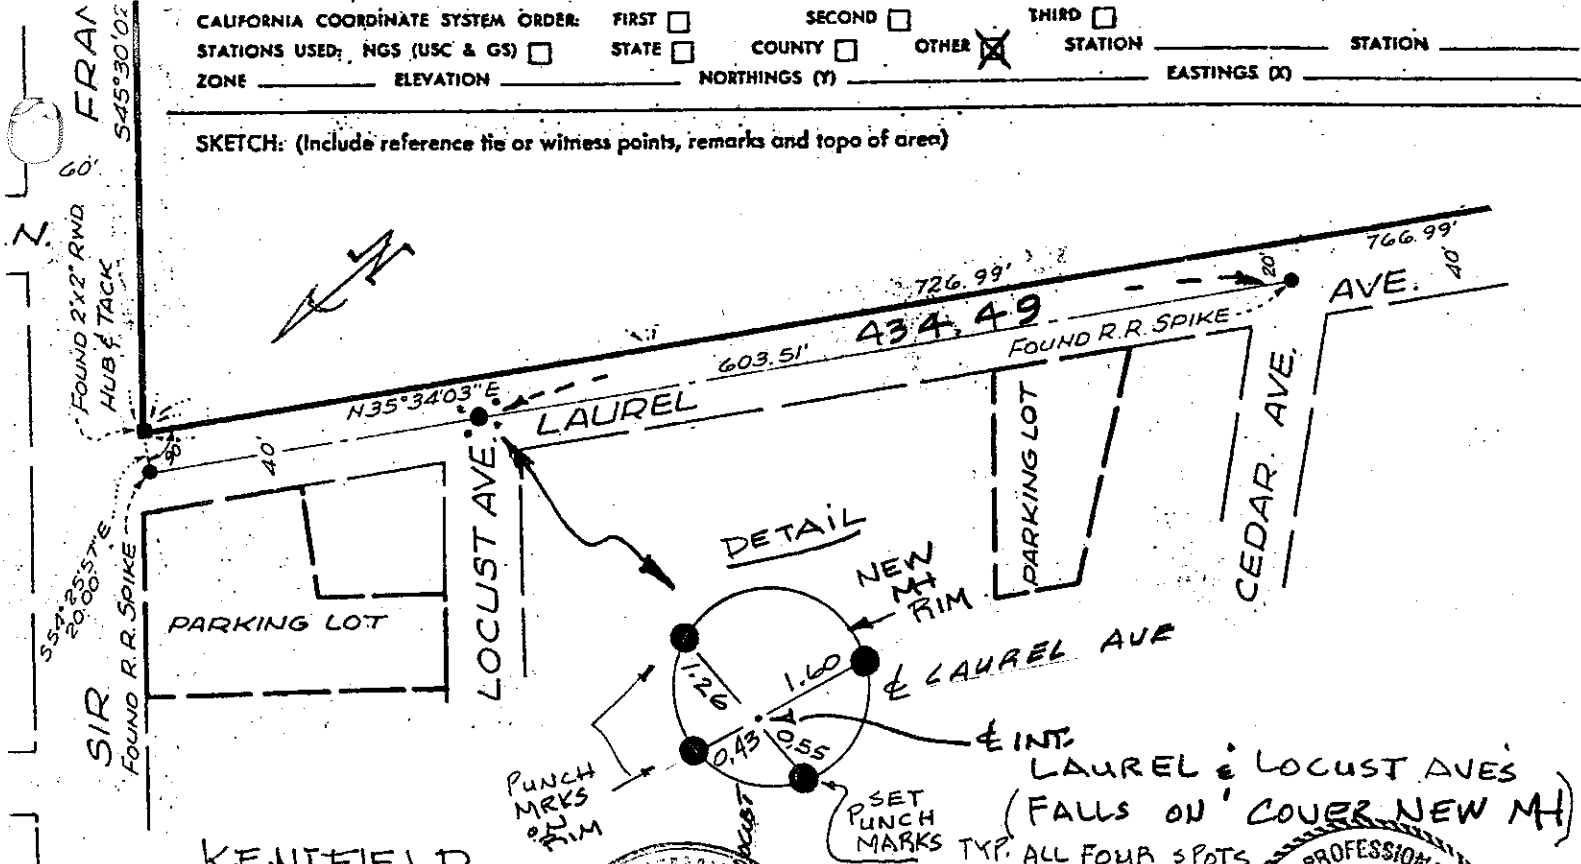 CALIFORNIA COORDINATE SYSTEM ORDER: FIRST SECOND THIRD
STATIONS USED: NGS (USC & GS) STATE COUNTY OTHER STATION STATION
ZONE ELEVATION NORTHINGS (Y) EASTINGS (X)
SKETCH: (Include reference tie or witness points, remarks and topo of area)
FRAN
S45°30'02
60'
FOUND 2"x2" RWD.
HUB & TACK
N.
766.99'
726.99'
20'
40'
AVE.
434.49
603.51'
FOUND R.R. SPIKE
N35°34'03"E
LAUREL
90°
40'
LOCUST AVE.
PARKING LOT
CEDAR. AVE.
S54°25'57"E
20.00'
FOUND R.R. SPIKE
SIR
PARKING LOT
DETAIL
NEW
MH
RIM
1.26
1.60
0.43
0.55
℄ LAUREL AVE
℄ INT.
LAUREL & LOCUST AVES
(FALLS ON COVER NEW MH)
PUNCH
MRKS
ON
RIM
SET
PUNCH
MARKS TYP. ALL FOUR SPOTS
KENTFIELD
PROFESSION